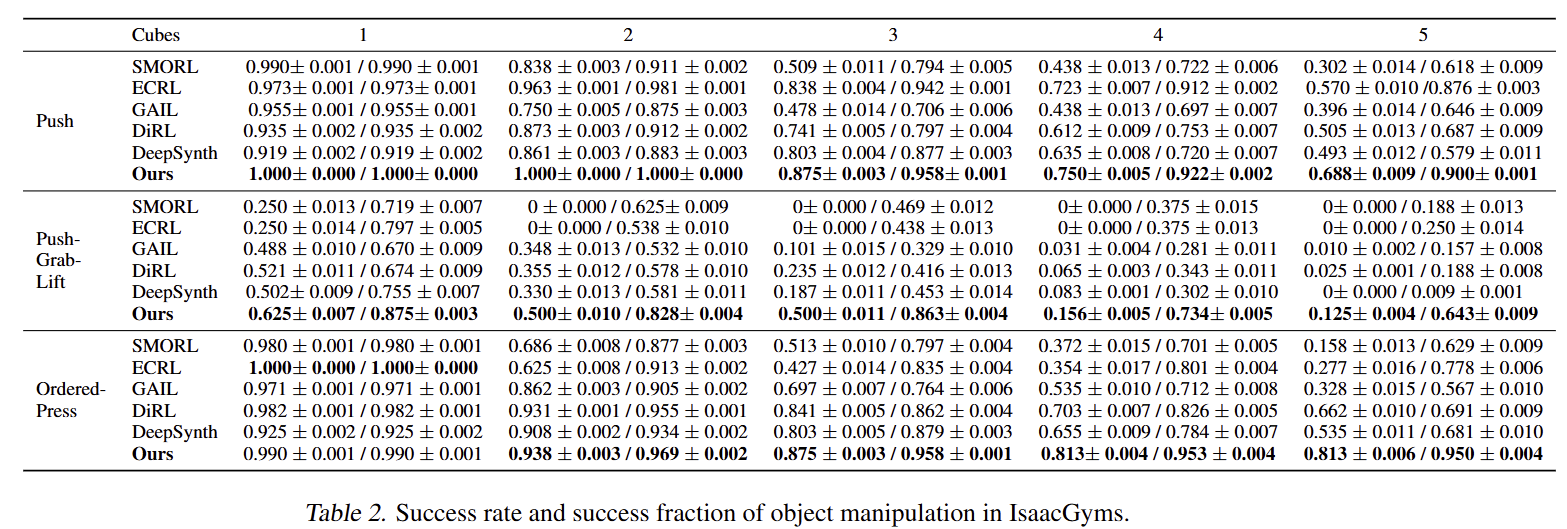 Cubes 1 2 3 4 5
SMORL 0.990± 0.001 / 0.990 ± 0.001 0.838 ± 0.003 / 0.911 ± 0.002 0.509 ± 0.011 / 0.794 ± 0.005 0.438 ± 0.013 / 0.722 ± 0.006 0.302 ± 0.014 / 0.618 ± 0.009
ECRL 0.973± 0.001 / 0.973± 0.001 0.963 ± 0.001 / 0.981 ± 0.001 0.838 ± 0.004 / 0.942 ± 0.001 0.723 ± 0.007 / 0.912 ± 0.002 0.570 ± 0.010 /0.876 ± 0.003
GAIL 0.955± 0.001 / 0.955± 0.001 0.750 ± 0.005 / 0.875 ± 0.003 0.478 ± 0.014 / 0.706 ± 0.006 0.438 ± 0.013 / 0.697 ± 0.007 0.396 ± 0.014 / 0.646 ± 0.009
Push
DiRL 0.935 ± 0.002 / 0.935 ± 0.002 0.873 ± 0.003 / 0.912 ± 0.002 0.741 ± 0.005 / 0.797 ± 0.004 0.612 ± 0.009 / 0.753 ± 0.007 0.505 ± 0.013 / 0.687 ± 0.009
DeepSynth 0.919 ± 0.002 / 0.919 ± 0.002 0.861 ± 0.003 / 0.883 ± 0.003 0.803 ± 0.004 / 0.877 ± 0.003 0.635 ± 0.008 / 0.720 ± 0.007 0.493 ± 0.012 / 0.579 ± 0.011
Ours 1.000± 0.000 / 1.000± 0.000 1.000± 0.000 / 1.000± 0.000 0.875± 0.003 / 0.958± 0.001 0.750± 0.005 / 0.922± 0.002 0.688± 0.009 / 0.900± 0.001
SMORL 0.250 ± 0.013 / 0.719 ± 0.007 0 ± 0.000 / 0.625± 0.009 0± 0.000 / 0.469 ± 0.012 0± 0.000 / 0.375 ± 0.015 0± 0.000 / 0.188 ± 0.013
ECRL 0.250 ± 0.014 / 0.797 ± 0.005 0± 0.000 / 0.538 ± 0.010 0± 0.000 / 0.438 ± 0.013 0± 0.000 / 0.375 ± 0.013 0± 0.000 / 0.250 ± 0.014
Push-
GAIL 0.488 ± 0.010 / 0.670 ± 0.009 0.348 ± 0.013 / 0.532 ± 0.010 0.101 ± 0.015 / 0.329 ± 0.010 0.031 ± 0.004 / 0.281 ± 0.011 0.010 ± 0.002 / 0.157 ± 0.008
Grab-
DiRL 0.521 ± 0.011 / 0.674 ± 0.009 0.355 ± 0.012 / 0.578 ± 0.010 0.235 ± 0.012 / 0.416 ± 0.013 0.065 ± 0.003 / 0.343 ± 0.011 0.025 ± 0.001 / 0.188 ± 0.008
Lift
DeepSynth 0.502± 0.009 / 0.755 ± 0.007 0.330 ± 0.013 / 0.581 ± 0.011 0.187 ± 0.011 / 0.453 ± 0.014 0.083 ± 0.001 / 0.302 ± 0.010 0± 0.000 / 0.009 ± 0.001
Ours 0.625± 0.007 / 0.875± 0.003 0.500± 0.010 / 0.828± 0.004 0.500± 0.011 / 0.863± 0.004 0.156± 0.005 / 0.734± 0.005 0.125± 0.004 / 0.643± 0.009
SMORL 0.980 ± 0.001 / 0.980 ± 0.001 0.686 ± 0.008 / 0.877 ± 0.003 0.513 ± 0.010 / 0.797 ± 0.004 0.372 ± 0.015 / 0.701 ± 0.005 0.158 ± 0.013 / 0.629 ± 0.009
ECRL 1.000± 0.000 / 1.000± 0.000 0.625 ± 0.008 / 0.913 ± 0.002 0.427 ± 0.014 / 0.835 ± 0.004 0.354 ± 0.017 / 0.801 ± 0.004 0.277 ± 0.016 / 0.778 ± 0.006
Ordered-
GAIL 0.971 ± 0.001 / 0.971 ± 0.001 0.862 ± 0.003 / 0.905 ± 0.002 0.697 ± 0.007 / 0.764 ± 0.006 0.535 ± 0.010 / 0.712 ± 0.008 0.328 ± 0.015 / 0.567 ± 0.010
Press
DiRL 0.982 ± 0.001 / 0.982 ± 0.001 0.931 ± 0.001 / 0.955 ± 0.001 0.841 ± 0.005 / 0.862 ± 0.004 0.703 ± 0.007 / 0.826 ± 0.005 0.662 ± 0.010 / 0.691 ± 0.009
DeepSynth 0.925 ± 0.002 / 0.925 ± 0.002 0.908 ± 0.002 / 0.934 ± 0.002 0.803 ± 0.005 / 0.879 ± 0.003 0.655 ± 0.009 / 0.784 ± 0.007 0.535 ± 0.011 / 0.681 ± 0.010
Ours 0.990 ± 0.001 / 0.990 ± 0.001 0.938 ± 0.003 / 0.969 ± 0.002 0.875 ± 0.003 / 0.958 ± 0.001 0.813± 0.004 / 0.953 ± 0.004 0.813 ± 0.006 / 0.950 ± 0.004
Table 2. Success rate and success fraction of object manipulation in IsaacGyms.